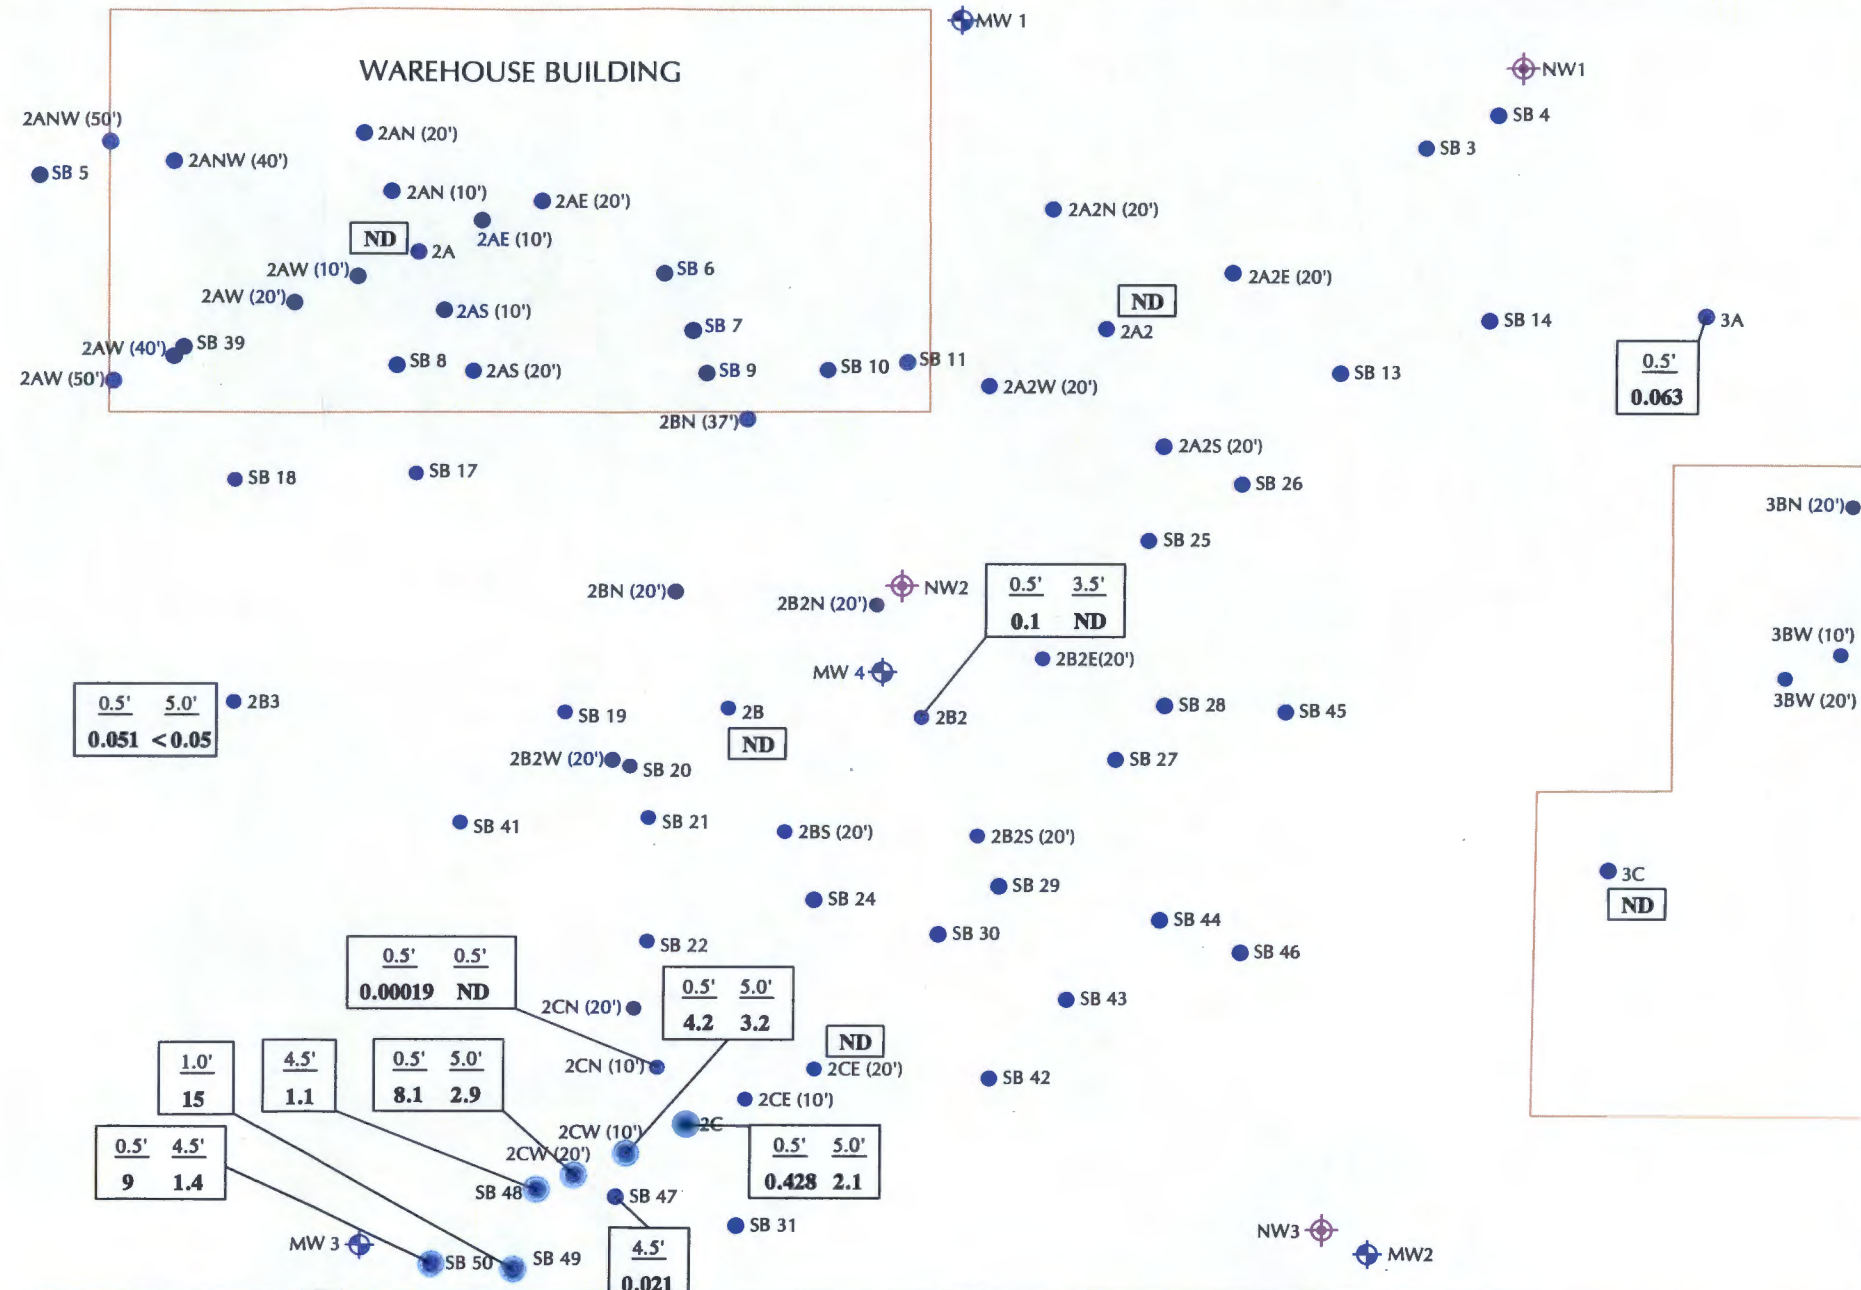 MW 1
WAREHOUSE BUILDING
NW1
2ANW (50')
SB 4
2AN (20')
SB 3
2ANW (40')
SB 5
2AN (10')
2AE (20')
2A2N (20')
ND
2AE (10')
2A
2AW (10')
SB 6
2A2E (20')
2AW (20')
ND
2AS (10')
SB 7
2A2
SB 14
3A
2AW (40')
SB 39
SB 8
2AS (20')
SB 9
SB 10
SB 11
2AW (50')
2A2W (20')
SB 13
0.5'
0.063
2BN (37')
2A2S (20')
SB 18
SB 17
SB 26
3BN (20')
SB 25
2BN (20')
2B2N (20')
NW2
0.5' 3.5'
0.1 ND
3BW (10')
2B2E(20')
MW 4
3BW (20')
0.5' 5.0'
0.051 <0.05
2B3
SB 19
2B
2B2
SB 28
SB 45
ND
2B2W (20')
SB 20
SB 27
SB 41
SB 21
2BS (20')
2B2S (20')
3C
SB 29
ND
SB 24
SB 44
SB 30
SB 22
SB 46
0.5' 0.5'
0.00019 ND
0.5' 5.0'
4.2 3.2
2CN (20')
SB 43
ND
1.0'
15
4.5'
1.1
0.5' 5.0'
8.1 2.9
2CN (10')
2CE (20')
SB 42
2CE (10')
2C
2CW (10')
0.5' 4.5'
9 1.4
2CW (20')
0.5' 5.0'
0.428 2.1
SB 48
SB 47
SB 31
NW3
MW 3
MW2
SB 50
SB 49
4.5'
0.021